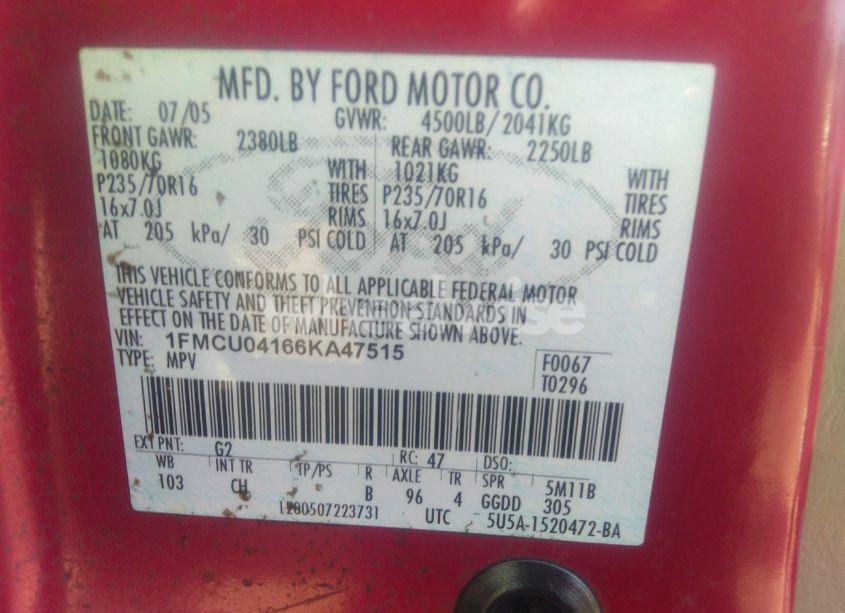 MFD. BY FORD MOTOR CO.
DATE: 07/05 GVWR: 4500LB/2041KG
FRONT GAWR: 2380LB REAR GAWR: 2250LB
1080KG WITH 1021KG WITH
P235/70R16 TIRES P235/70R16 TIRES
16x7.0J RIMS 16x7.0J RIMS
AT 205 kPa/ 30 PSI COLD AT 205 kPa/ 30 PSI COLD
Ford
THIS VEHICLE CONFORMS TO ALL APPLICABLE FEDERAL MOTOR
VEHICLE SAFETY AND THEFT PREVENTION STANDARDS IN
EFFECT ON THE DATE OF MANUFACTURE SHOWN ABOVE.
VIN: 1FMCU04166KA47515
TYPE: MPV
F0067
T0296
EXT PNT: G2 RC: 47 DSO:
WB INT TR TP/PS R AXLE TR SPR 5M11B
103 CH B 96 4 GGDD 305
1200507223731 UTC 5U5A-1520472-BA